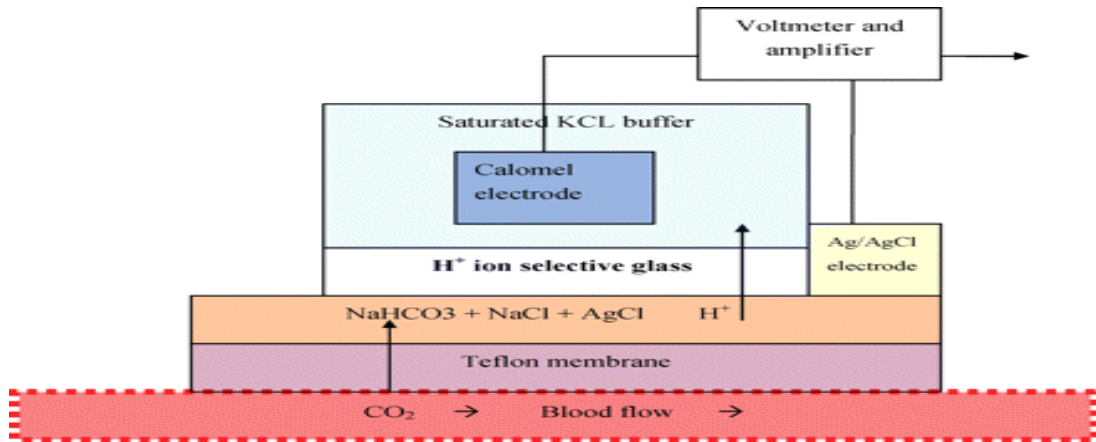 Voltmeter and
amplifier
Saturated KCL buffer
Calomel
electrode
Ag/AgCl
electrode
H⁺ ion selective glass
NaHCO3 + NaCl + AgCl H⁺
Teflon membrane
CO₂ → Blood flow →